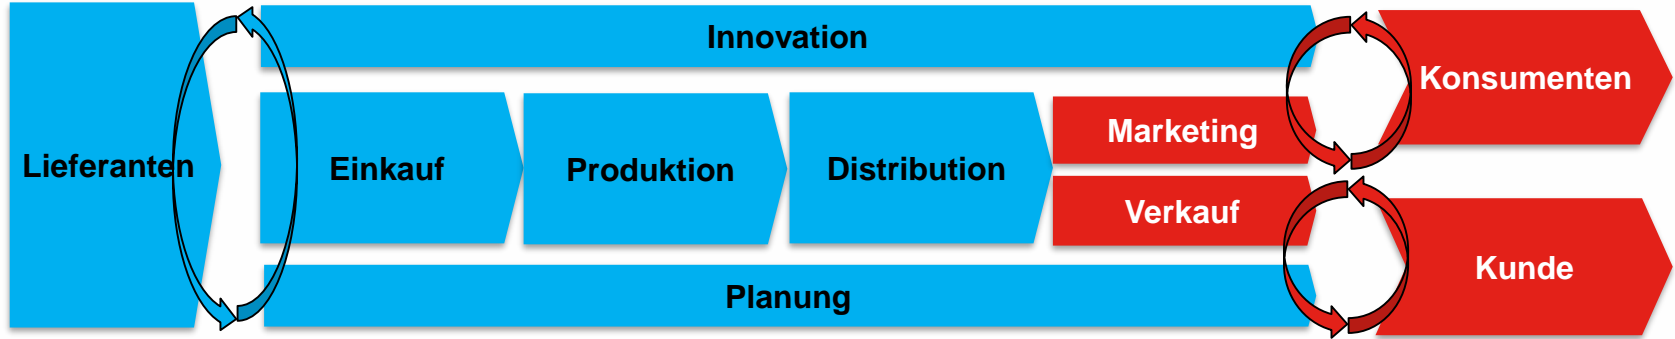 Innovation
Konsumenten
Marketing
Lieferanten
Einkauf
Produktion
Distribution
Verkauf
Kunde
Planung